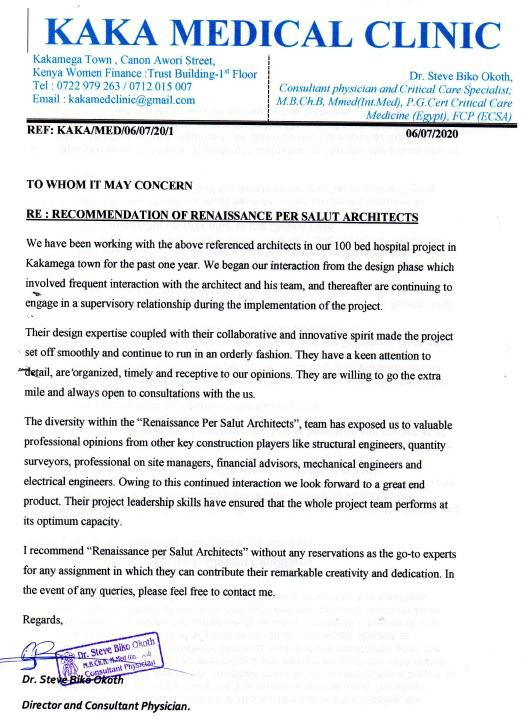 KAKA MEDICAL CLINIC
Kakamega Town , Canon Awori Street,
Kenya Women Finance :Trust Building-1st Floor
Tel : 0722 979 263 / 0712 015 007
Email : kakamedclinic@gmail.com
Dr. Steve Biko Okoth,
Consultant physician and Critical Care Specialist;
M.B.Ch.B, Mmed(Int.Med), P.G.Cert Critical Care
Medicine (Egypt), FCP (ECSA)
REF: KAKA/MED/06/07/20/1
06/07/2020
TO WHOM IT MAY CONCERN
RE : RECOMMENDATION OF RENAISSANCE PER SALUT ARCHITECTS
We have been working with the above referenced architects in our 100 bed hospital project in
Kakamega town for the past one year. We began our interaction from the design phase which
involved frequent interaction with the architect and his team, and thereafter are continuing to
engage in a supervisory relationship during the implementation of the project.
Their design expertise coupled with their collaborative and innovative spirit made the project
set off smoothly and continue to run in an orderly fashion. They have a keen attention to
detail, are organized, timely and receptive to our opinions. They are willing to go the extra
mile and always open to consultations with the us.
The diversity within the “Renaissance Per Salut Architects”, team has exposed us to valuable
professional opinions from other key construction players like structural engineers, quantity
surveyors, professional on site managers, financial advisors, mechanical engineers and
electrical engineers. Owing to this continued interaction we look forward to a great end
product. Their project leadership skills have ensured that the whole project team performs at
its optimum capacity.
I recommend “Renaissance per Salut Architects” without any reservations as the go-to experts
for any assignment in which they can contribute their remarkable creativity and dedication. In
the event of any queries, please feel free to contact me.
Regards,
Dr. Steve Biko Okoth
Consultant Physician
Dr. Steve Biko Okoth
Director and Consultant Physician.